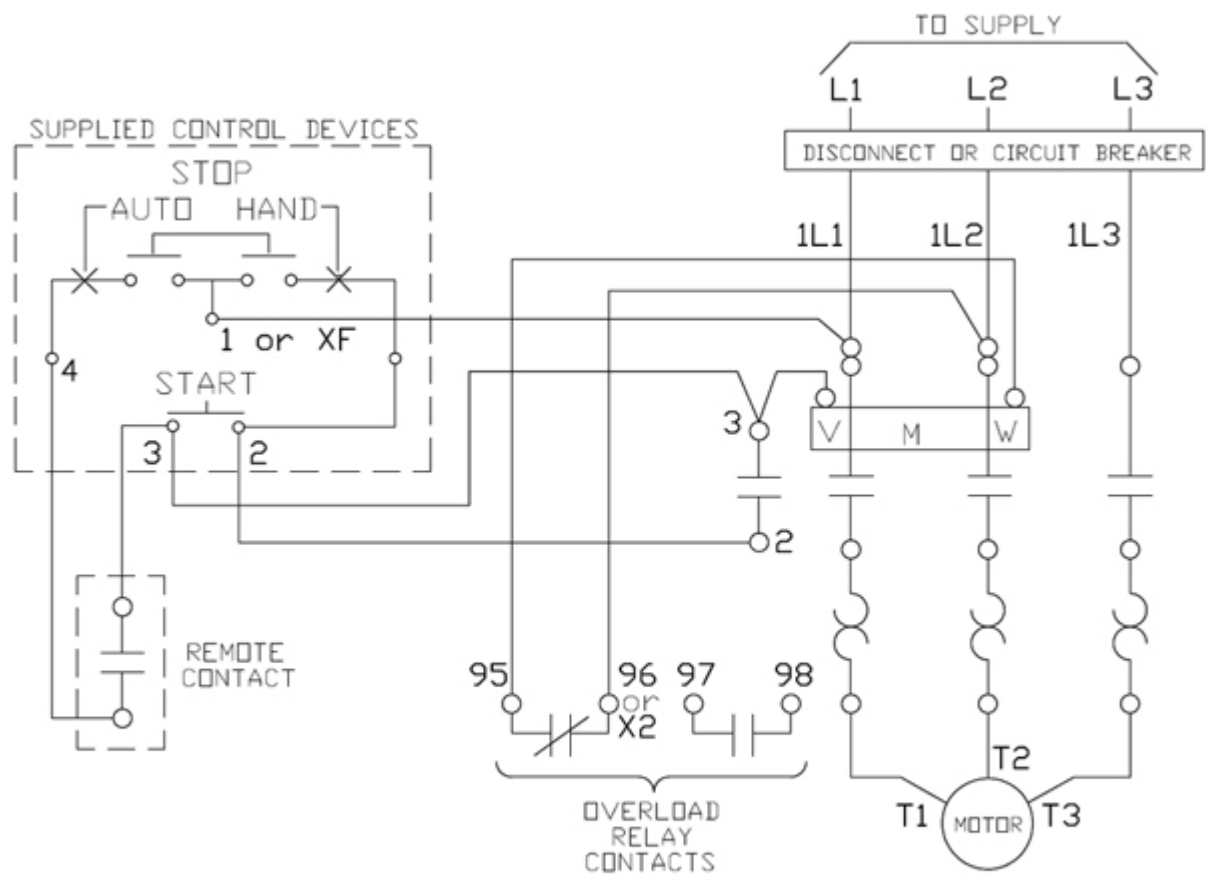 TO SUPPLY
L1 L2 L3
SUPPLIED CONTROL DEVICES
DISCONNECT OR CIRCUIT BREAKER
STOP
AUTO HAND
1L1 1L2 1L3
1 or XF
4
START
3 2
3
V M W
2
REMOTE
CONTACT
95 96 97 98
or
X2
T2
T1 MOTOR T3
OVERLOAD
RELAY
CONTACTS